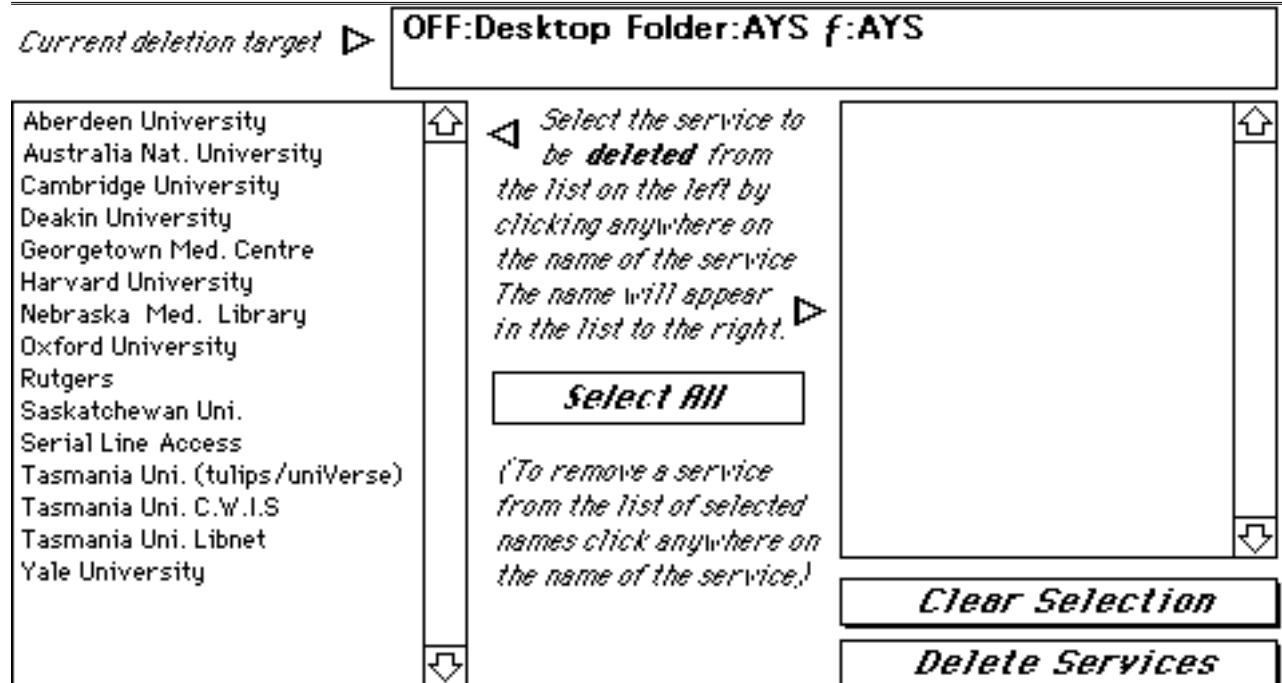 Current deletion target
OFF:Desktop Folder:AYS ƒ:AYS
Aberdeen University
Australia Nat. University
Cambridge University
Deakin University
Georgetown Med. Centre
Harvard University
Nebraska Med. Library
Oxford University
Rutgers
Saskatchewan Uni.
Serial Line Access
Tasmania Uni. (tulips/uniVerse)
Tasmania Uni. C.W.I.S
Tasmania Uni. Libnet
Yale University
Select the service to
be deleted from
the list on the left by
clicking anywhere on
the name of the service
The name will appear
in the list to the right.
Select All
(To remove a service
from the list of selected
names click anywhere on
the name of the service.)
Clear Selection
Delete Services